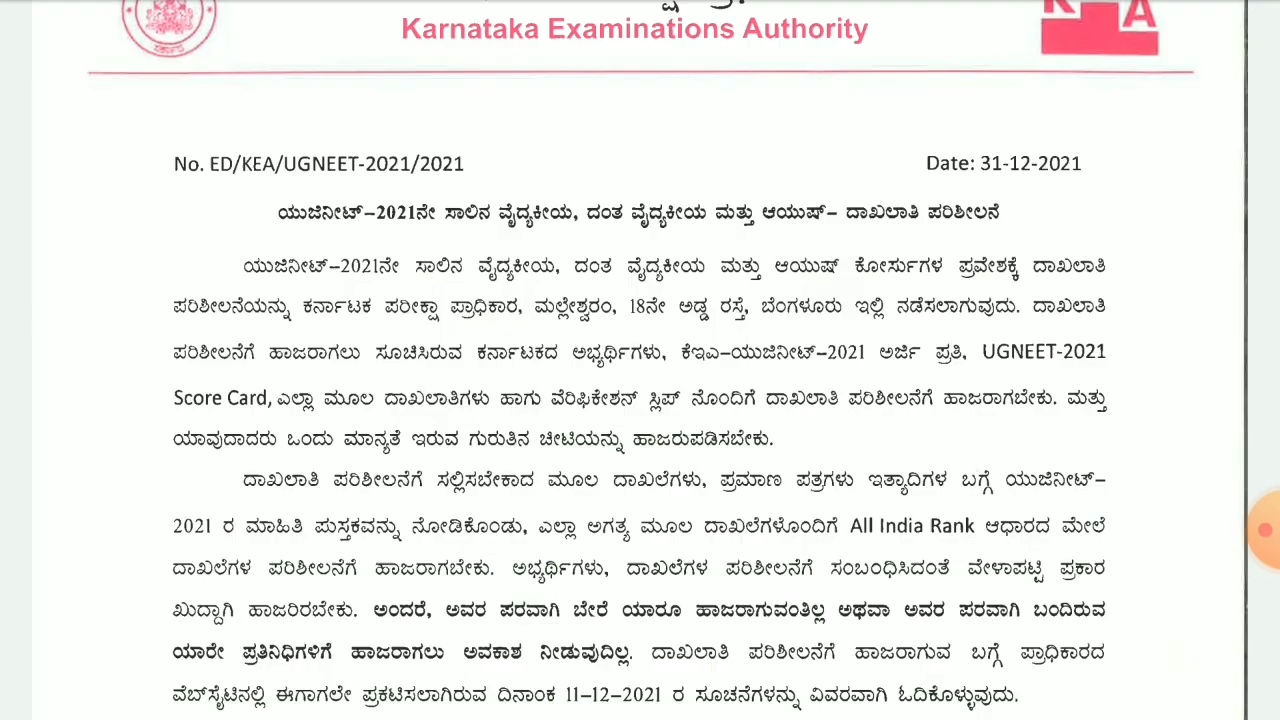 Karnataka Examinations Authority
No. ED/KEA/UGNEET-2021/2021 Date: 31-12-2021
ಯುಜಿನೀಟ್–2021ನೇ ಸಾಲಿನ ವೈದ್ಯಕೀಯ, ದಂತ ವೈದ್ಯಕೀಯ ಮತ್ತು ಆಯುಷ್– ದಾಖಲಾತಿ ಪರಿಶೀಲನೆ
ಯುಜಿನೀಟ್–2021ನೇ ಸಾಲಿನ ವೈದ್ಯಕೀಯ, ದಂತ ವೈದ್ಯಕೀಯ ಮತ್ತು ಆಯುಷ್ ಕೋರ್ಸುಗಳ ಪ್ರವೇಶಕ್ಕೆ ದಾಖಲಾತಿ
ಪರಿಶೀಲನೆಯನ್ನು ಕರ್ನಾಟಕ ಪರೀಕ್ಷಾ ಪ್ರಾಧಿಕಾರ, ಮಲ್ಲೇಶ್ವರಂ, 18ನೇ ಅಡ್ಡ ರಸ್ತೆ, ಬೆಂಗಳೂರು ಇಲ್ಲಿ ನಡೆಸಲಾಗುವುದು. ದಾಖಲಾತಿ
ಪರಿಶೀಲನೆಗೆ ಹಾಜರಾಗಲು ಸೂಚಿಸಿರುವ ಕರ್ನಾಟಕದ ಅಭ್ಯರ್ಥಿಗಳು, ಕೆಇಎ–ಯುಜಿನೀಟ್–2021 ಅರ್ಜಿ ಪ್ರತಿ, UGNEET-2021
Score Card, ಎಲ್ಲಾ ಮೂಲ ದಾಖಲಾತಿಗಳು ಹಾಗು ವೆರಿಫಿಕೇಶನ್ ಸ್ಲಿಪ್ ನೊಂದಿಗೆ ದಾಖಲಾತಿ ಪರಿಶೀಲನೆಗೆ ಹಾಜರಾಗಬೇಕು. ಮತ್ತು
ಯಾವುದಾದರು ಒಂದು ಮಾನ್ಯತೆ ಇರುವ ಗುರುತಿನ ಚೀಟಿಯನ್ನು ಹಾಜರುಪಡಿಸಬೇಕು.
ದಾಖಲಾತಿ ಪರಿಶೀಲನೆಗೆ ಸಲ್ಲಿಸಬೇಕಾದ ಮೂಲ ದಾಖಲೆಗಳು, ಪ್ರಮಾಣ ಪತ್ರಗಳು ಇತ್ಯಾದಿಗಳ ಬಗ್ಗೆ ಯುಜಿನೀಟ್–
2021 ರ ಮಾಹಿತಿ ಪುಸ್ತಕವನ್ನು ನೋಡಿಕೊಂಡು, ಎಲ್ಲಾ ಅಗತ್ಯ ಮೂಲ ದಾಖಲೆಗಳೊಂದಿಗೆ All India Rank ಆಧಾರದ ಮೇಲೆ
ದಾಖಲೆಗಳ ಪರಿಶೀಲನೆಗೆ ಹಾಜರಾಗಬೇಕು. ಅಭ್ಯರ್ಥಿಗಳು, ದಾಖಲೆಗಳ ಪರಿಶೀಲನೆಗೆ ಸಂಬಂಧಿಸಿದಂತೆ ವೇಳಾಪಟ್ಟಿ ಪ್ರಕಾರ
ಖುದ್ದಾಗಿ ಹಾಜರಿರಬೇಕು. ಅಂದರೆ, ಅವರ ಪರವಾಗಿ ಬೇರೆ ಯಾರೂ ಹಾಜರಾಗುವಂತಿಲ್ಲ ಅಥವಾ ಅವರ ಪರವಾಗಿ ಬಂದಿರುವ
ಯಾರೇ ಪ್ರತಿನಿಧಿಗಳಿಗೆ ಹಾಜರಾಗಲು ಅವಕಾಶ ನೀಡುವುದಿಲ್ಲ. ದಾಖಲಾತಿ ಪರಿಶೀಲನೆಗೆ ಹಾಜರಾಗುವ ಬಗ್ಗೆ ಪ್ರಾಧಿಕಾರದ
ವೆಬ್‌ಸೈಟಿನಲ್ಲಿ ಈಗಾಗಲೇ ಪ್ರಕಟಿಸಲಾಗಿರುವ ದಿನಾಂಕ 11–12–2021 ರ ಸೂಚನೆಗಳನ್ನು ವಿವರವಾಗಿ ಓದಿಕೊಳ್ಳುವುದು.